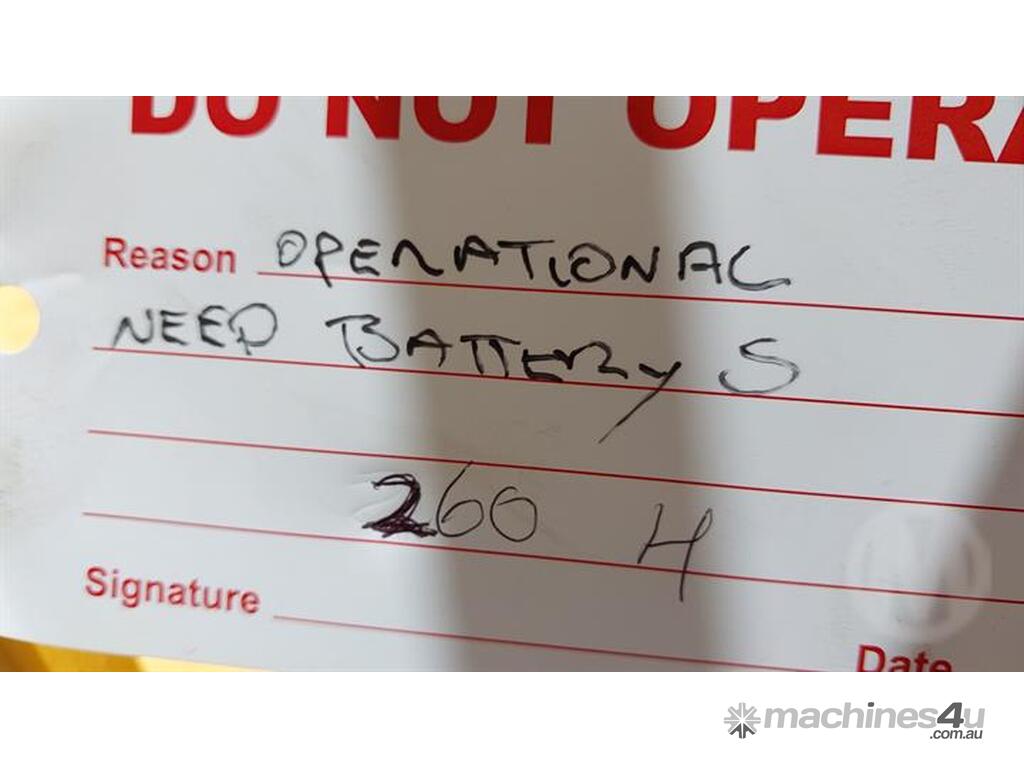 DO NOT OPERA
Reason OPERATIONAL
NEED BATTERY S
260 H
Signature
Date
machines4u
.com.au